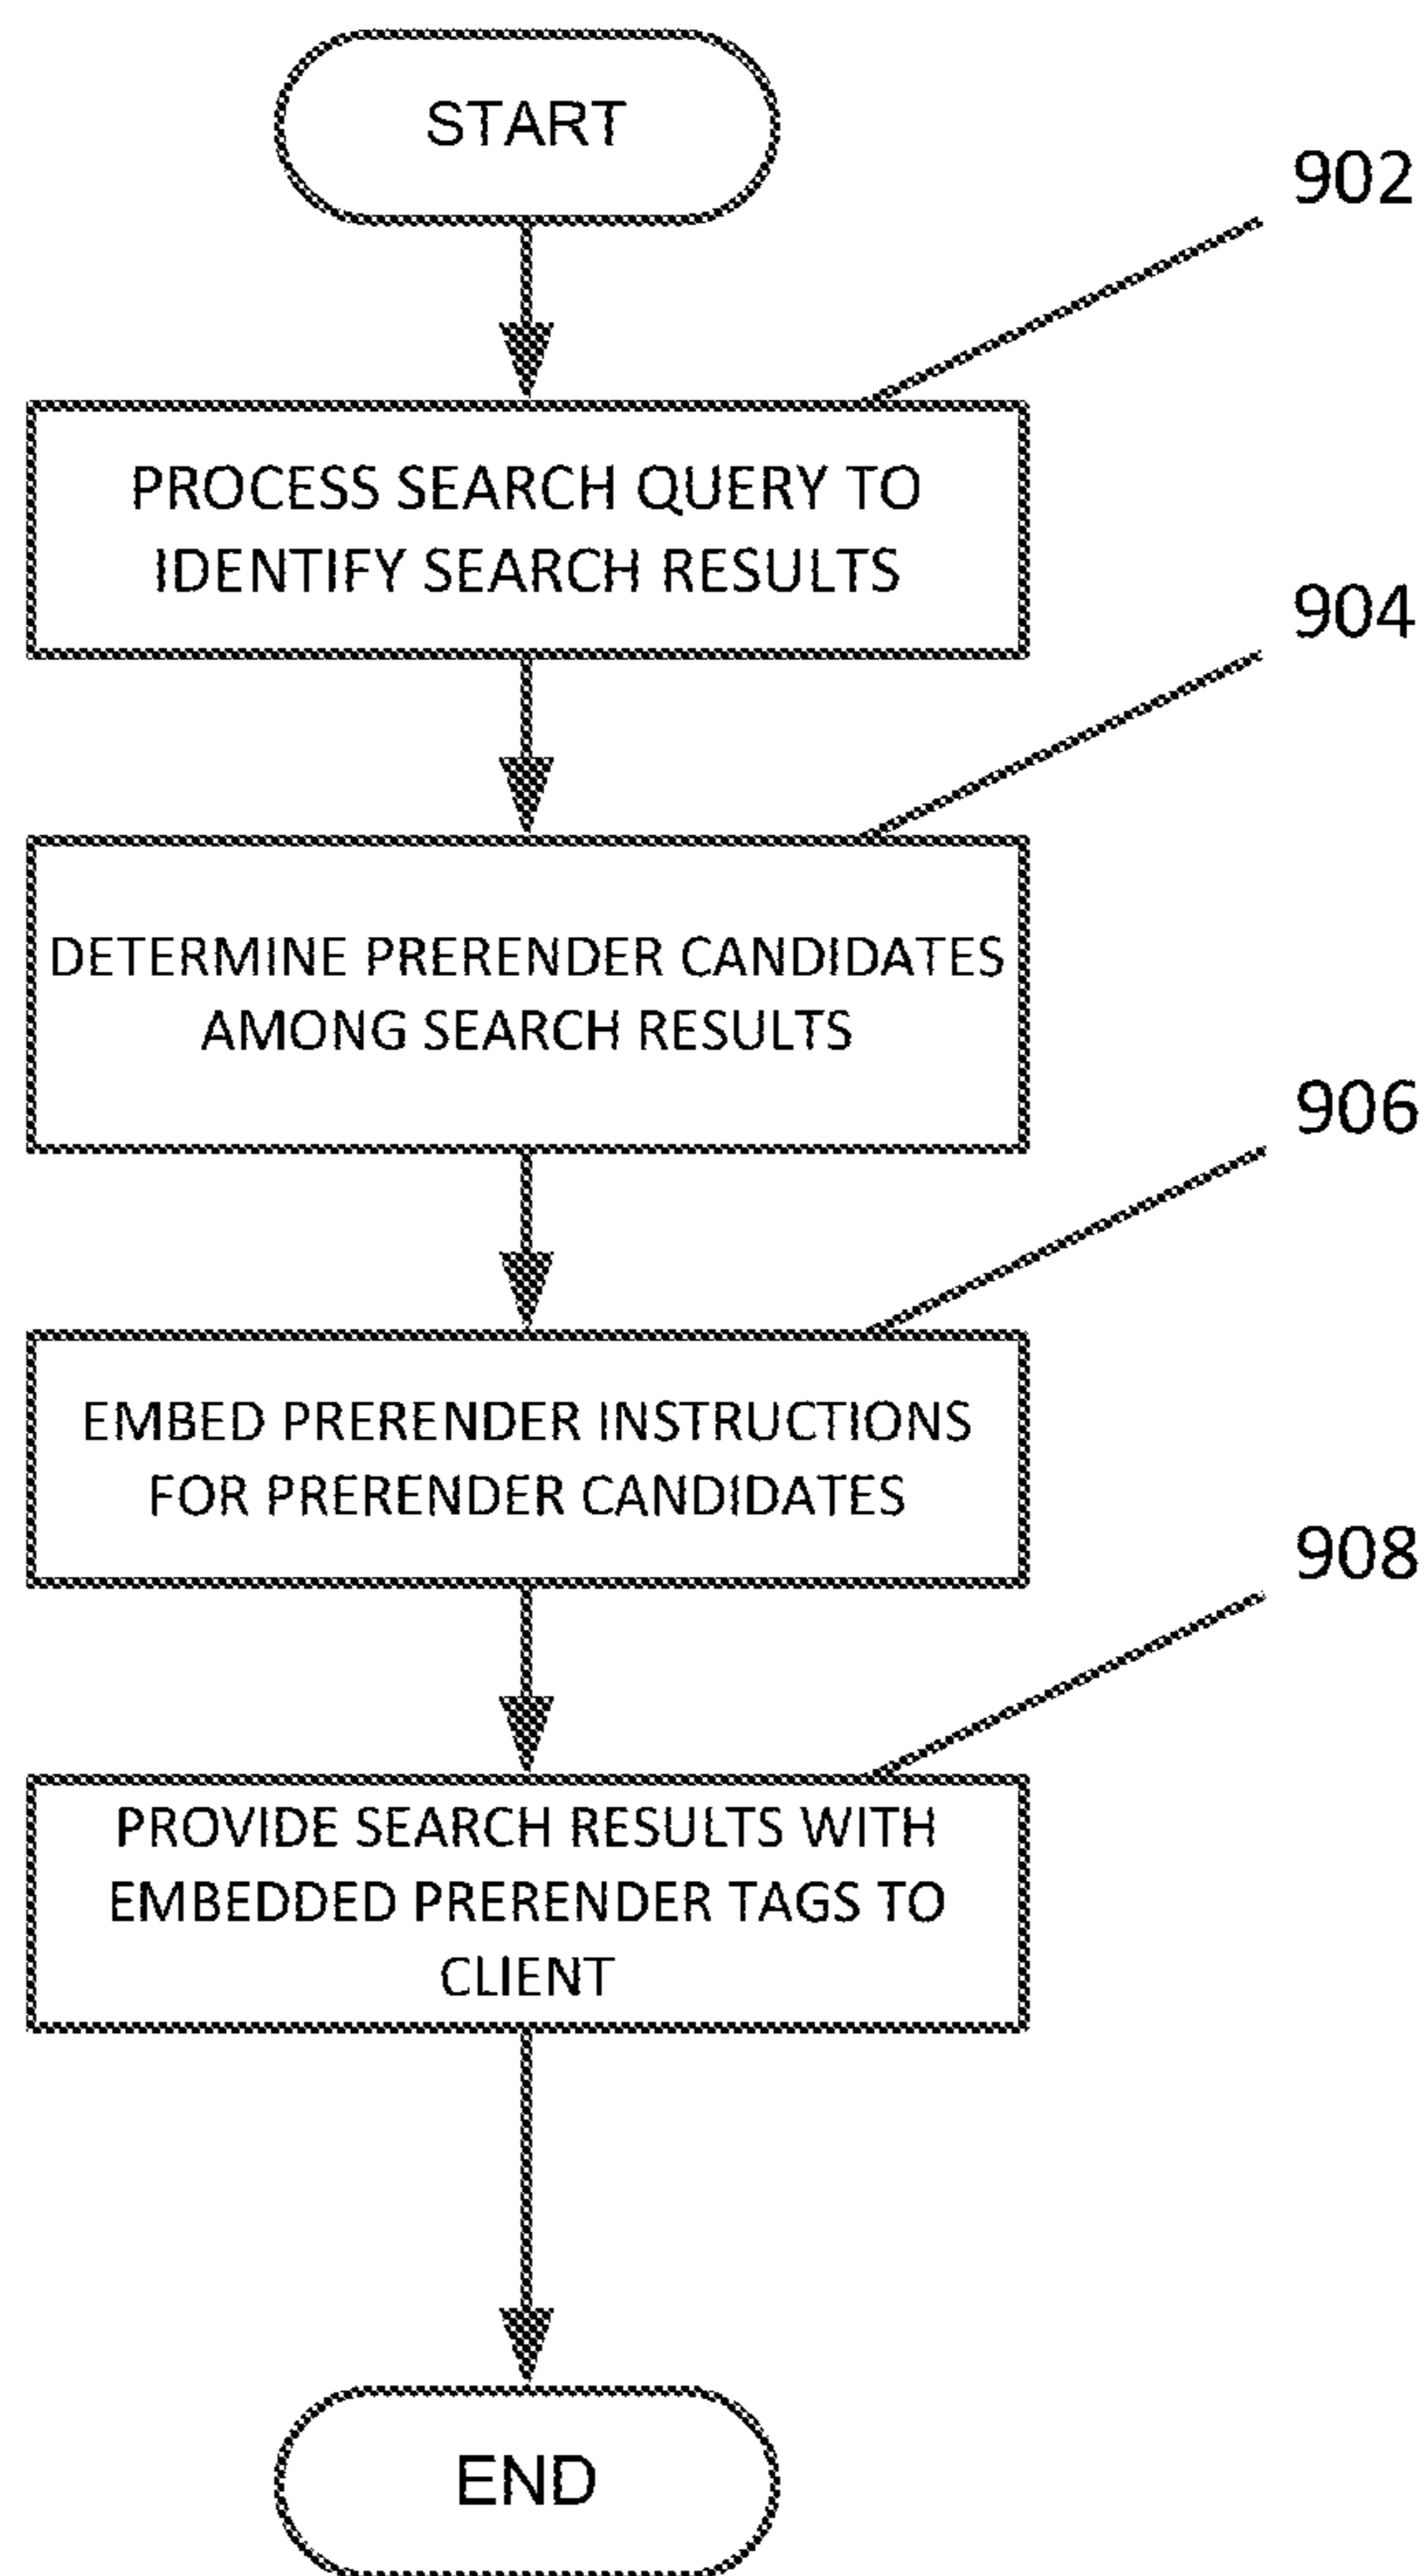 START
902
PROCESS SEARCH QUERY TO
IDENTIFY SEARCH RESULTS
904
DETERMINE PRERENDER CANDIDATES
AMONG SEARCH RESULTS
906
EMBED PRERENDER INSTRUCTIONS
FOR PRERENDER CANDIDATES
908
PROVIDE SEARCH RESULTS WITH
EMBEDDED PRERENDER TAGS TO
CLIENT
END